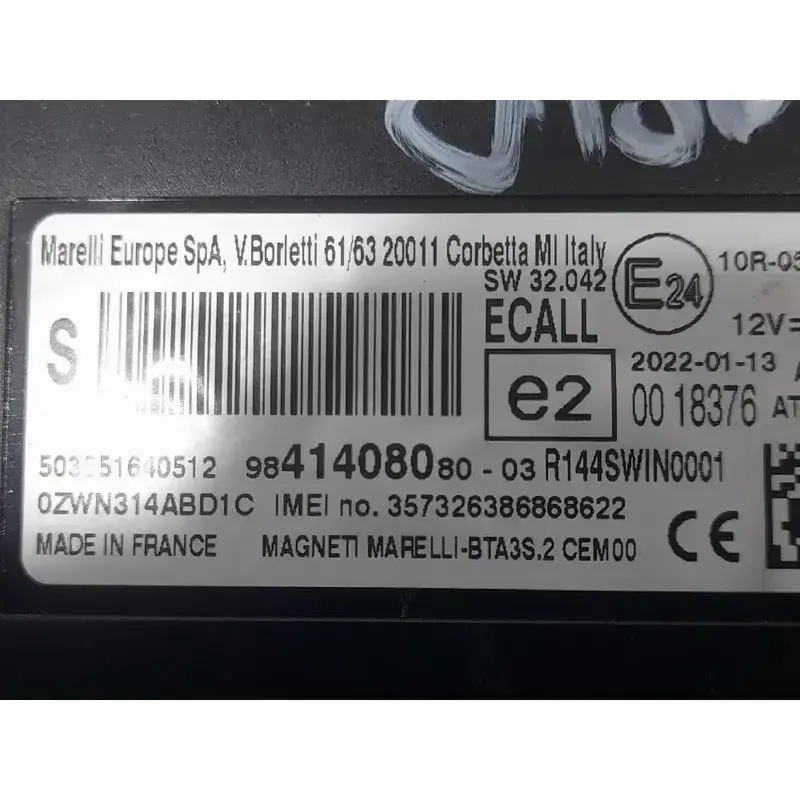 Marelli Europe SpA, V.Borletti 61/63 20011 Corbetta MI Italy
SW 32.042
E24
10R-05
S
ECALL
12V=
e2
2022-01-13
00 18376 AT
9841408080-03 R144SWIN0001
0ZWN314ABD1C IMEI no. 357326386868622
MADE IN FRANCE MAGNETI MARELLI-BTA3S.2 CEM00
CE